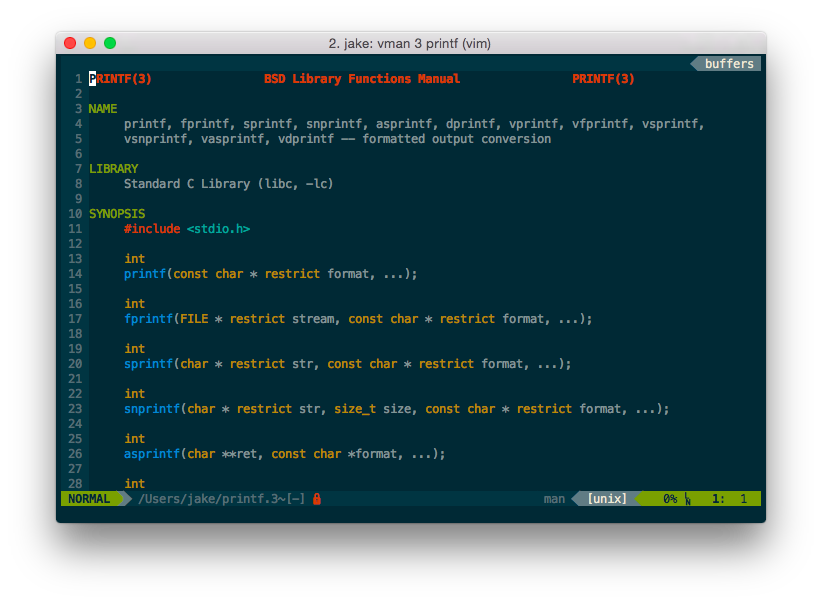 2. jake: vman 3 printf (vim)
buffers
1 PRINTF(3) BSD Library Functions Manual PRINTF(3)
2
3 NAME
4 printf, fprintf, sprintf, snprintf, asprintf, dprintf, vprintf, vfprintf, vsprintf,
5 vsnprintf, vasprintf, vdprintf –– formatted output conversion
6
7 LIBRARY
8 Standard C Library (libc, -lc)
9
10 SYNOPSIS
11 #include <stdio.h>
12
13 int
14 printf(const char * restrict format, ...);
15
16 int
17 fprintf(FILE * restrict stream, const char * restrict format, ...);
18
19 int
20 sprintf(char * restrict str, const char * restrict format, ...);
21
22 int
23 snprintf(char * restrict str, size_t size, const char * restrict format, ...);
24
25 int
26 asprintf(char **ret, const char *format, ...);
27
28 int
NORMAL /Users/jake/printf.3~[-] man [unix] 0% LN 1: 1